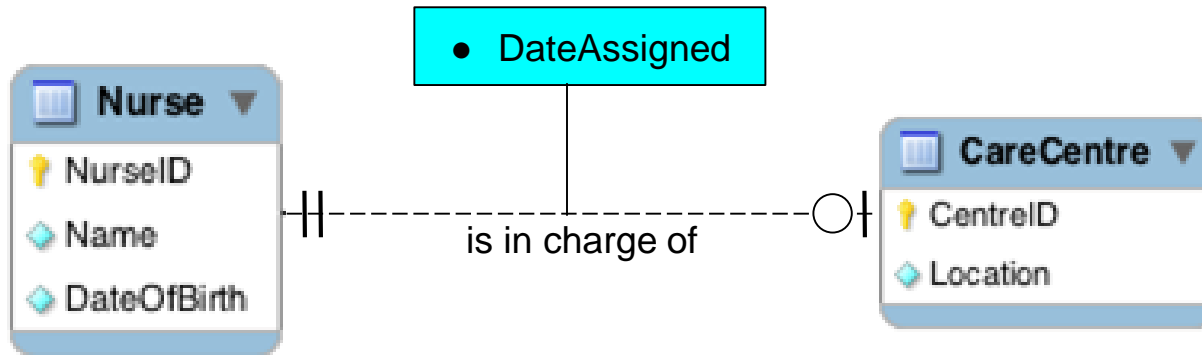 ● DateAssigned
Nurse
NurseID
Name
DateOfBirth
is in charge of
CareCentre
CentreID
Location